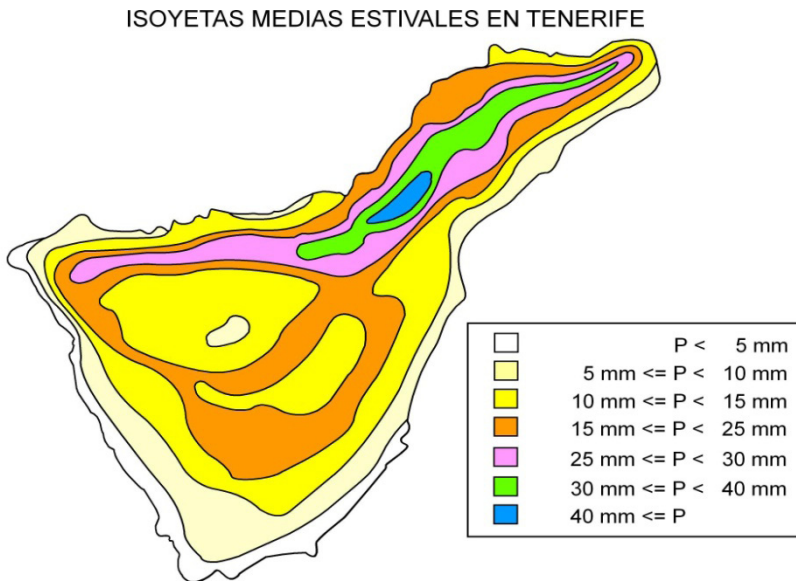 ISOYETAS MEDIAS ESTIVALES EN TENERIFE
P < 5 mm
5 mm <= P < 10 mm
10 mm <= P < 15 mm
15 mm <= P < 25 mm
25 mm <= P < 30 mm
30 mm <= P < 40 mm
40 mm <= P